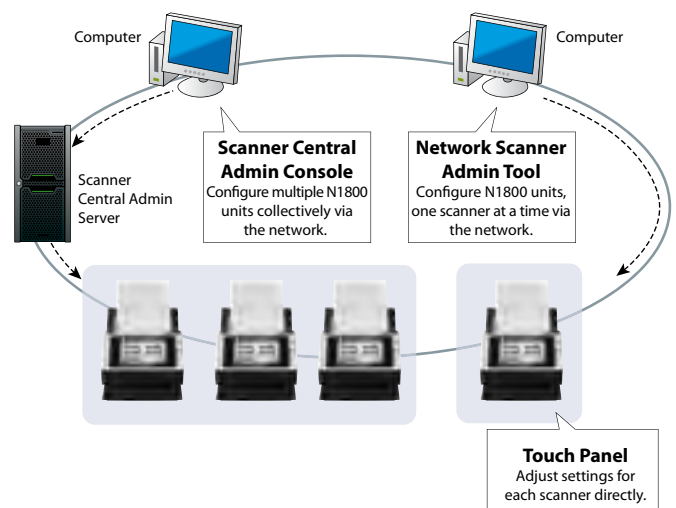 Computer
Computer
Scanner Central
Admin Console
Configure multiple N1800
units collectively via
the network.
Network Scanner
Admin Tool
Configure N1800 units,
one scanner at a time via
the network.
Scanner
Central Admin
Server
Touch Panel
Adjust settings for
each scanner directly.